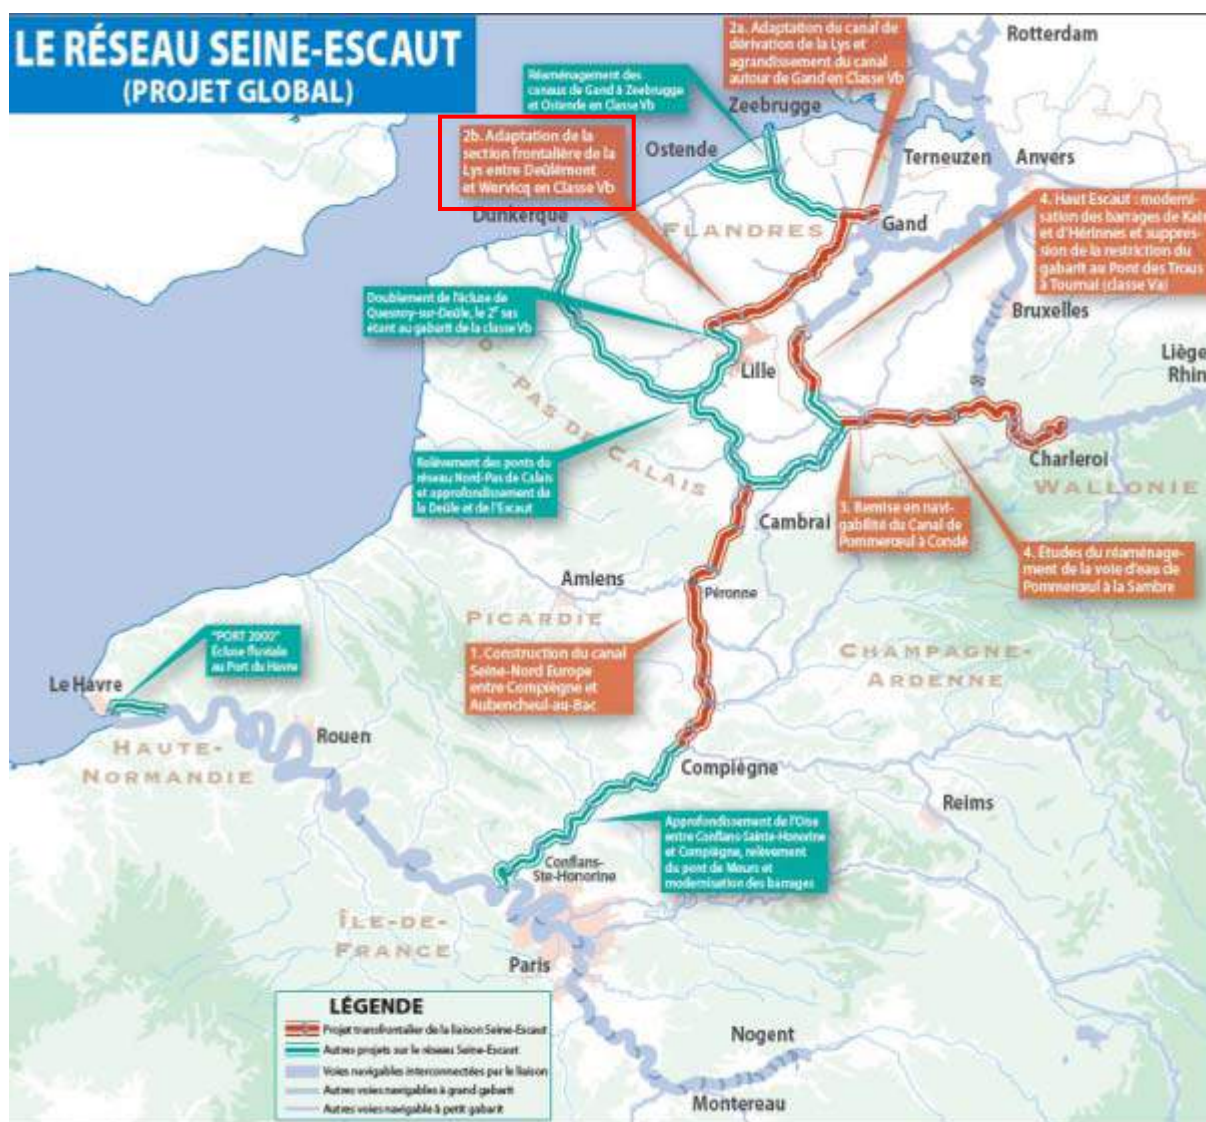 LE RÉSEAU SEINE-ESCAUT
(PROJET GLOBAL)
2a. Adaptation du canal de
dérivation de la Lys et
agrandissement du canal
autour de Gand en Classe Vb
Rotterdam
Réaménagement des
canaux de Gand à Zeebrugge
et Ostende en Classe Vb
Zeebrugge
2b. Adaptation de la
section frontalière de la
Lys entre Deûlémont
et Wervicq en Classe Vb
Ostende
Terneuzen
Anvers
Dunkerque
FLANDRES
Gand
4. Haut Escaut : moderni-
sation des barrages de Kain
et d'Hérinnes et suppres-
sion de la restriction du
gabarit au Pont des Trous
à Tournai (classe Va)
Bruxelles
Doublement de l'écluse de
Quesnoy-sur-Deûle, le 2e sas
étant au gabarit de la classe Vb
Lille
Liège
Rhin
PAS-DE-CALAIS
Relèvement des ponts du
réseau Nord-Pas de Calais
et approfondissement de
la Deûle et de l'Escaut
Charleroi
WALLONIE
Cambrai
3. Remise en navi-
gabilité du Canal de
Pommerœul à Condé
4. Etudes du réaménage-
ment de la voie d'eau de
Pommerœul à la Sambre
Amiens
Péronne
PICARDIE
"PORT 2000"
Ecluse fluviale
au Port du Havre
1. Construction du canal
Seine-Nord Europe
entre Compiègne et
Aubencheul-au-Bac
CHAMPAGNE-
ARDENNE
Le Havre
Rouen
HAUTE-
NORMANDIE
Compiègne
Reims
Approfondissement de l'Oise
entre Conflans-Sainte-Honorine
et Compiègne, relèvement
du pont de Mours et
modernisation des barrages
Conflans-
Ste-Honorine
ÎLE-DE-
FRANCE
Paris
LÉGENDE
Projet transfrontalier de la liaison Seine-Escaut
Autres projets sur le réseau Seine-Escaut
Voies navigables interconnectées par le liaison
Autres voies navigables à grand gabarit
Autres voies navigable à petit gabarit
Nogent
Montereau